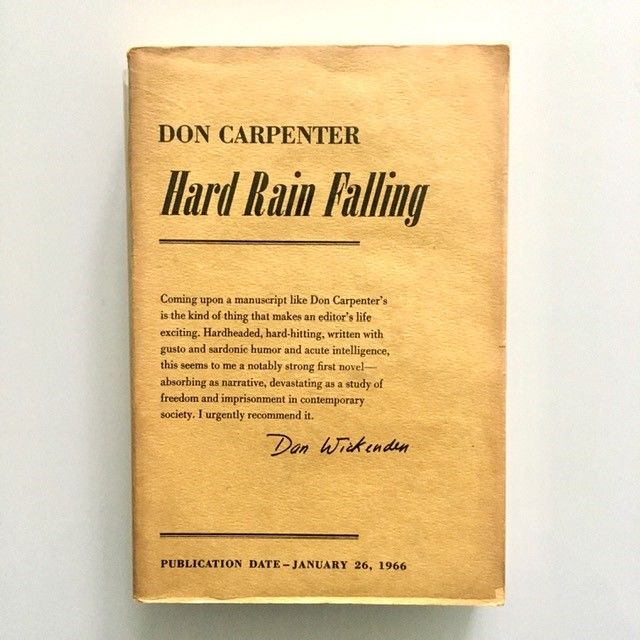 DON CARPENTER
Hard Rain Falling
Coming upon a manuscript like Don Carpenter's
is the kind of thing that makes an editor's life
exciting. Hardheaded, hard-hitting, written with
gusto and sardonic humor and acute intelligence,
this seems to me a notably strong first novel—
absorbing as narrative, devastating as a study of
freedom and imprisonment in contemporary
society. I urgently recommend it.
Dan Wickenden
PUBLICATION DATE–JANUARY 26, 1966